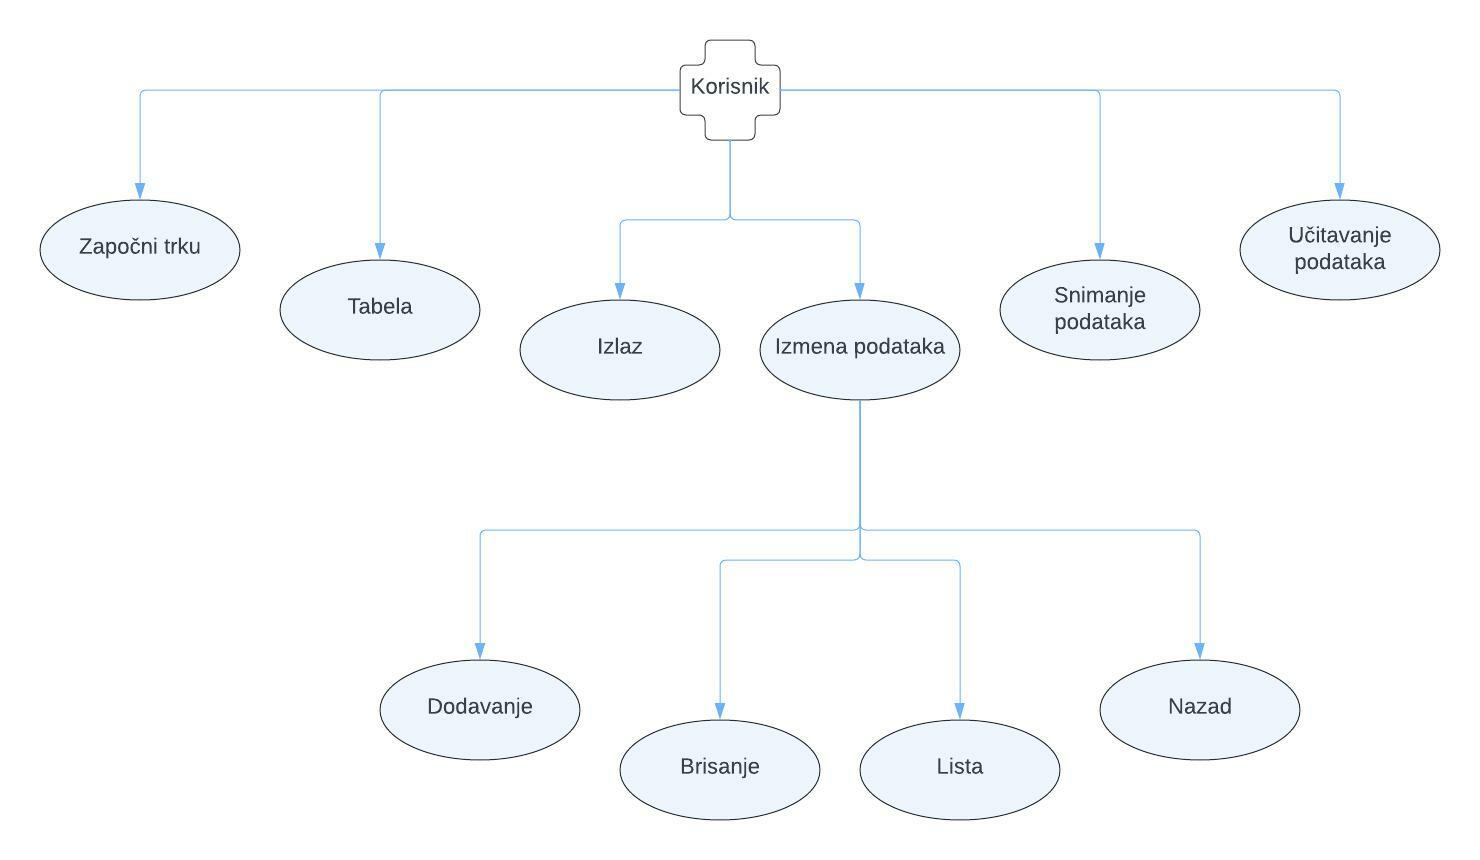 Korisnik
Započni trku
Tabela
Izlaz
Izmena podataka
Snimanje
podataka
Učitavanje
podataka
Dodavanje
Brisanje
Lista
Nazad